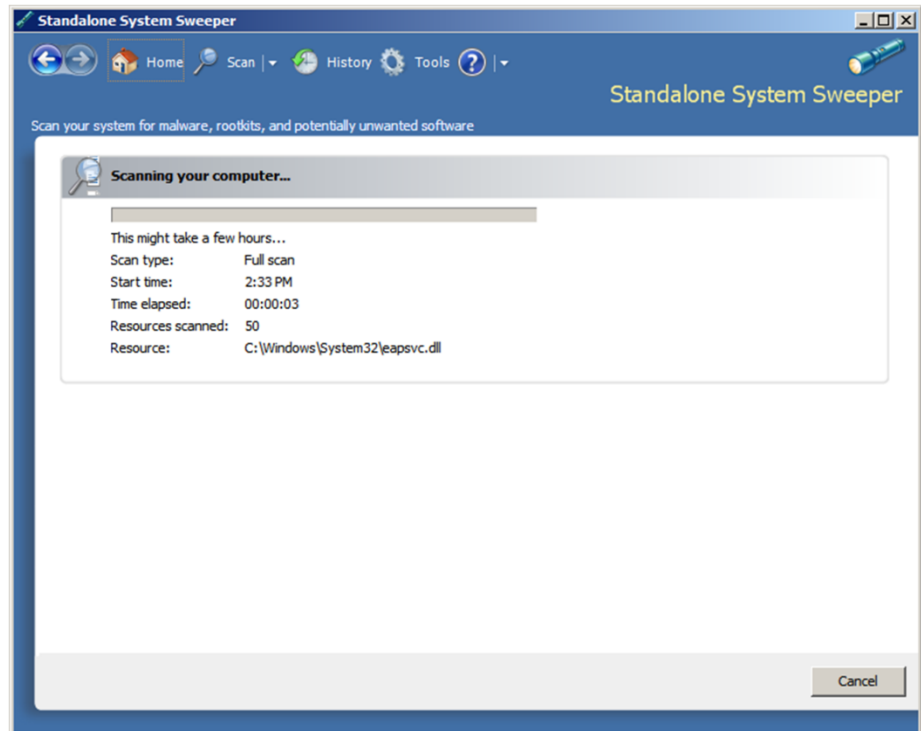 Standalone System Sweeper
Home Scan History Tools ?
Standalone System Sweeper
Scan your system for malware, rootkits, and potentially unwanted software
Scanning your computer...
This might take a few hours...
Scan type: Full scan
Start time: 2:33 PM
Time elapsed: 00:00:03
Resources scanned: 50
Resource: C:\Windows\System32\eapsvc.dll
Cancel